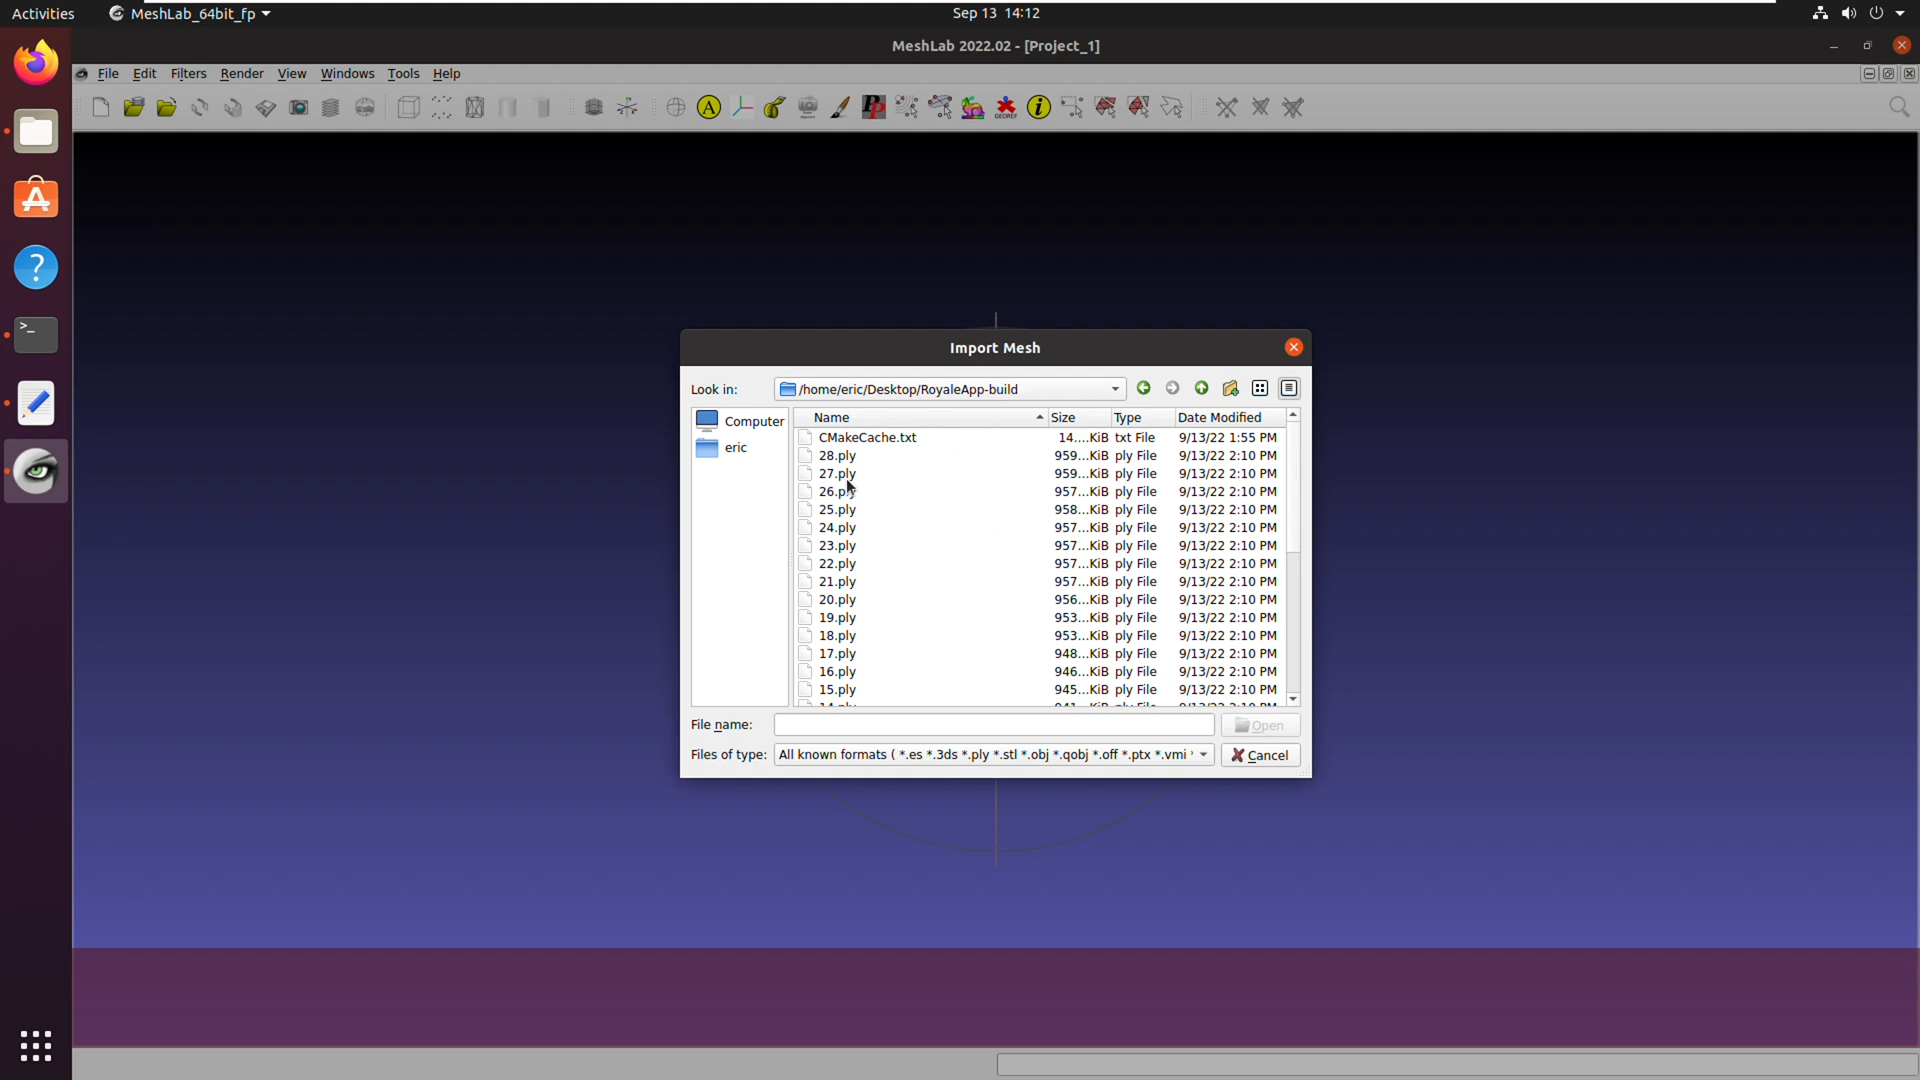 Activities MeshLab_64bit_fp Sep 13 14:12
MeshLab 2022.02 - [Project_1]
File Edit Filters Render View Windows Tools Help
A
GEOREF
Import Mesh
Look in: /home/eric/Desktop/RoyaleApp-build
Computer
eric
Name Size Type Date Modified
CMakeCache.txt 14....KiB txt File 9/13/22 1:55 PM
28.ply 959...KiB ply File 9/13/22 2:10 PM
27.ply 959...KiB ply File 9/13/22 2:10 PM
26.ply 957...KiB ply File 9/13/22 2:10 PM
25.ply 958...KiB ply File 9/13/22 2:10 PM
24.ply 957...KiB ply File 9/13/22 2:10 PM
23.ply 957...KiB ply File 9/13/22 2:10 PM
22.ply 957...KiB ply File 9/13/22 2:10 PM
21.ply 957...KiB ply File 9/13/22 2:10 PM
20.ply 956...KiB ply File 9/13/22 2:10 PM
19.ply 953...KiB ply File 9/13/22 2:10 PM
18.ply 953...KiB ply File 9/13/22 2:10 PM
17.ply 948...KiB ply File 9/13/22 2:10 PM
16.ply 946...KiB ply File 9/13/22 2:10 PM
15.ply 945...KiB ply File 9/13/22 2:10 PM
File name: Open
Files of type: All known formats ( *.es *.3ds *.ply *.stl *.obj *.qobj *.off *.ptx *.vmi Cancel